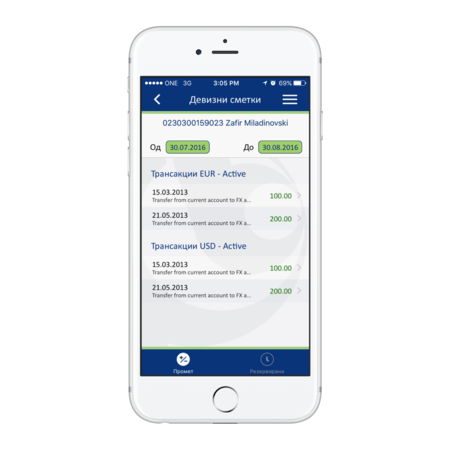 ONE 3G 3:05 PM 69%
Девизни сметки
0230300159023 Zafir Miladinovski
Од 30.07.2016 До 30.08.2016
Трансакции EUR - Active
15.03.2013
Transfer from current account to FX a... 100.00
21.05.2013
Transfer from current account to FX a... 200.00
Трансакции USD - Active
15.03.2013
Transfer from current account to FX a... 100.00
21.05.2013
Transfer from current account to FX a... 200.00
Промет Резервирано